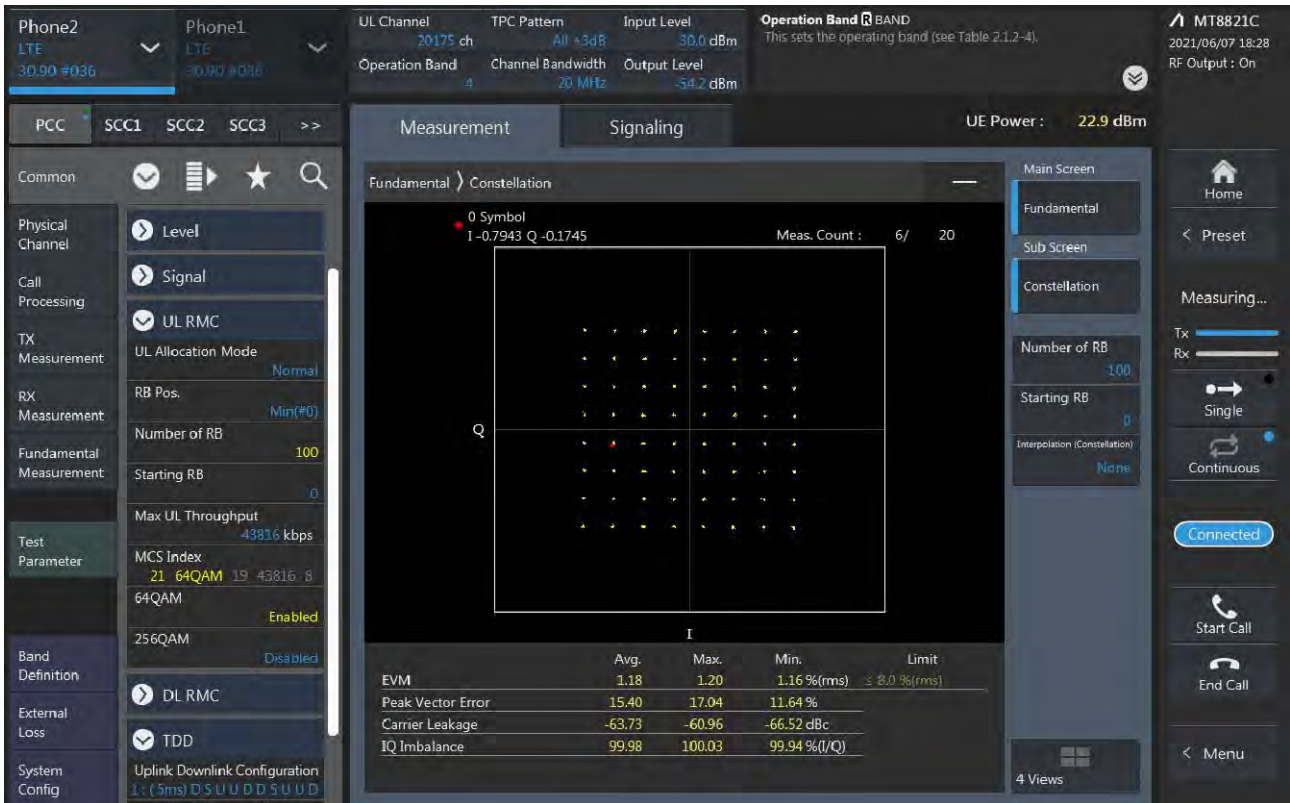 Phone2
LTE
30.90 #036
Phone1
LTE
30.90 #036
UL Channel
20175 ch
TPC Pattern
All +3dB
Input Level
30.0 dBm
Operation Band
4
Channel Bandwidth
20 MHz
Output Level
-54.2 dBm
Operation Band R BAND
This sets the operating band (see Table 2.1.2-4).
MT8821C
2021/06/07 18:28
RF Output : On
PCC SCC1 SCC2 SCC3 >>
Measurement Signaling
UE Power : 22.9 dBm
Common
Physical
Channel
Call
Processing
TX
Measurement
RX
Measurement
Fundamental
Measurement
Test
Parameter
Band
Definition
External
Loss
System
Config
Level
Signal
UL RMC
UL Allocation Mode
Normal
RB Pos.
Min(#0)
Number of RB
100
Starting RB
0
Max UL Throughput
43816 kbps
MCS Index
21 64QAM 19 43816 8
64QAM
Enabled
256QAM
Disabled
DL RMC
TDD
Uplink Downlink Configuration
1 : ( 5ms) D S U U D D S U U D
Fundamental ⟩ Constellation
0 Symbol
I -0.7943 Q -0.1745
Meas. Count : 6/ 20
Q
I
Avg. Max. Min. Limit
EVM 1.18 1.20 1.16 %(rms) ≤ 8.0 %(rms)
Peak Vector Error 15.40 17.04 11.64 %
Carrier Leakage -63.73 -60.96 -66.52 dBc
IQ Imbalance 99.98 100.03 99.94 %(I/Q)
Main Screen
Fundamental
Sub Screen
Constellation
Number of RB
100
Starting RB
0
Interpolation (Constellation)
None
4 Views
Home
< Preset
Measuring...
Tx
Rx
Single
Continuous
Connected
Start Call
End Call
< Menu